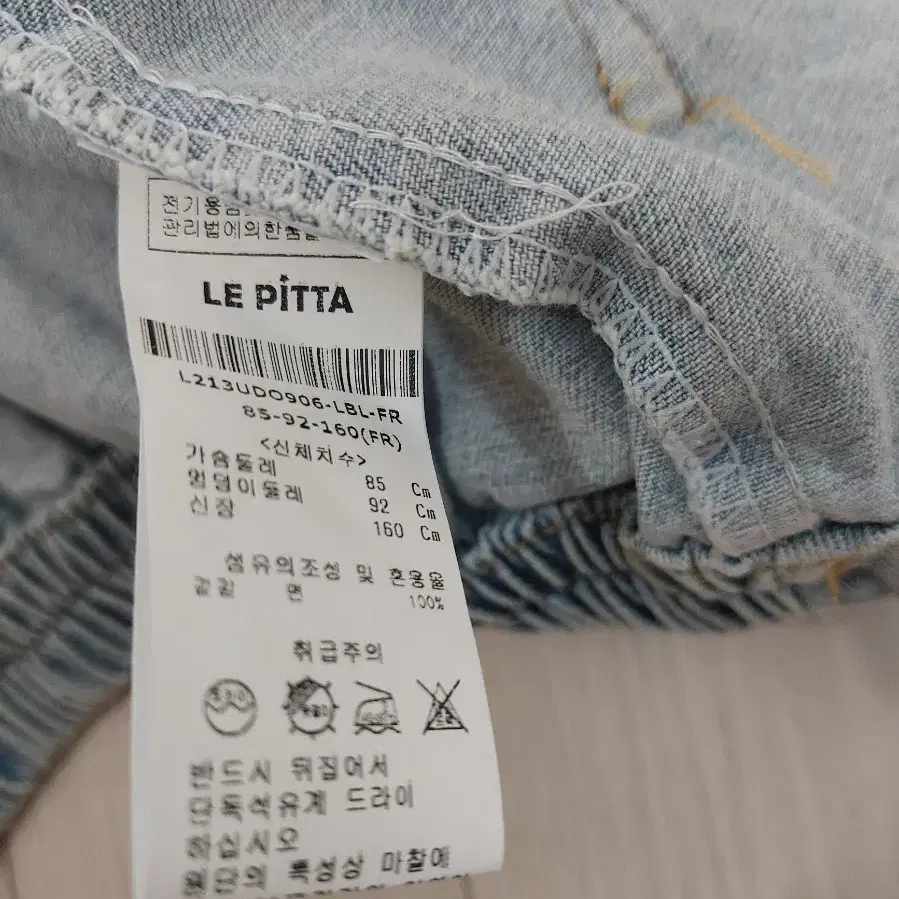 전기용
관리법에의한
LE PiTTA
L213UDO906-LBL-FR
85-92-160(FR)
<신체치수>
가슴둘레 85 Cm
엉덩이둘레 92 Cm
신장 160 Cm
섬유의조성 및 혼용율
겉감 면 100%
취급주의
반드시 뒤집어서
단독석유계 드라이
하십시오
원단의 특성상 마찰에